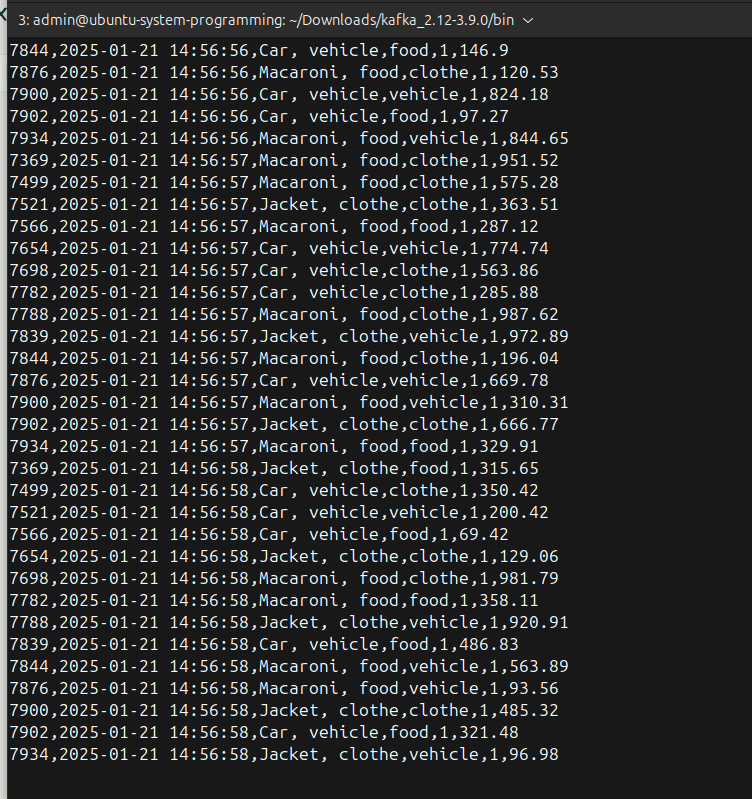 3: admin@ubuntu-system-programming: ~/Downloads/kafka_2.12-3.9.0/bin
7844,2025-01-21 14:56:56,Car, vehicle,food,1,146.9
7876,2025-01-21 14:56:56,Macaroni, food,clothe,1,120.53
7900,2025-01-21 14:56:56,Car, vehicle,vehicle,1,824.18
7902,2025-01-21 14:56:56,Car, vehicle,food,1,97.27
7934,2025-01-21 14:56:56,Macaroni, food,vehicle,1,844.65
7369,2025-01-21 14:56:57,Macaroni, food,clothe,1,951.52
7499,2025-01-21 14:56:57,Macaroni, food,clothe,1,575.28
7521,2025-01-21 14:56:57,Jacket, clothe,clothe,1,363.51
7566,2025-01-21 14:56:57,Macaroni, food,food,1,287.12
7654,2025-01-21 14:56:57,Car, vehicle,vehicle,1,774.74
7698,2025-01-21 14:56:57,Car, vehicle,clothe,1,563.86
7782,2025-01-21 14:56:57,Car, vehicle,clothe,1,285.88
7788,2025-01-21 14:56:57,Macaroni, food,clothe,1,987.62
7839,2025-01-21 14:56:57,Jacket, clothe,vehicle,1,972.89
7844,2025-01-21 14:56:57,Macaroni, food,clothe,1,196.04
7876,2025-01-21 14:56:57,Car, vehicle,vehicle,1,669.78
7900,2025-01-21 14:56:57,Macaroni, food,vehicle,1,310.31
7902,2025-01-21 14:56:57,Jacket, clothe,clothe,1,666.77
7934,2025-01-21 14:56:57,Macaroni, food,food,1,329.91
7369,2025-01-21 14:56:58,Jacket, clothe,food,1,315.65
7499,2025-01-21 14:56:58,Car, vehicle,clothe,1,350.42
7521,2025-01-21 14:56:58,Car, vehicle,vehicle,1,200.42
7566,2025-01-21 14:56:58,Car, vehicle,food,1,69.42
7654,2025-01-21 14:56:58,Jacket, clothe,clothe,1,129.06
7698,2025-01-21 14:56:58,Macaroni, food,clothe,1,981.79
7782,2025-01-21 14:56:58,Macaroni, food,food,1,358.11
7788,2025-01-21 14:56:58,Jacket, clothe,vehicle,1,920.91
7839,2025-01-21 14:56:58,Car, vehicle,food,1,486.83
7844,2025-01-21 14:56:58,Macaroni, food,vehicle,1,563.89
7876,2025-01-21 14:56:58,Macaroni, food,vehicle,1,93.56
7900,2025-01-21 14:56:58,Jacket, clothe,clothe,1,485.32
7902,2025-01-21 14:56:58,Car, vehicle,food,1,321.48
7934,2025-01-21 14:56:58,Jacket, clothe,vehicle,1,96.98